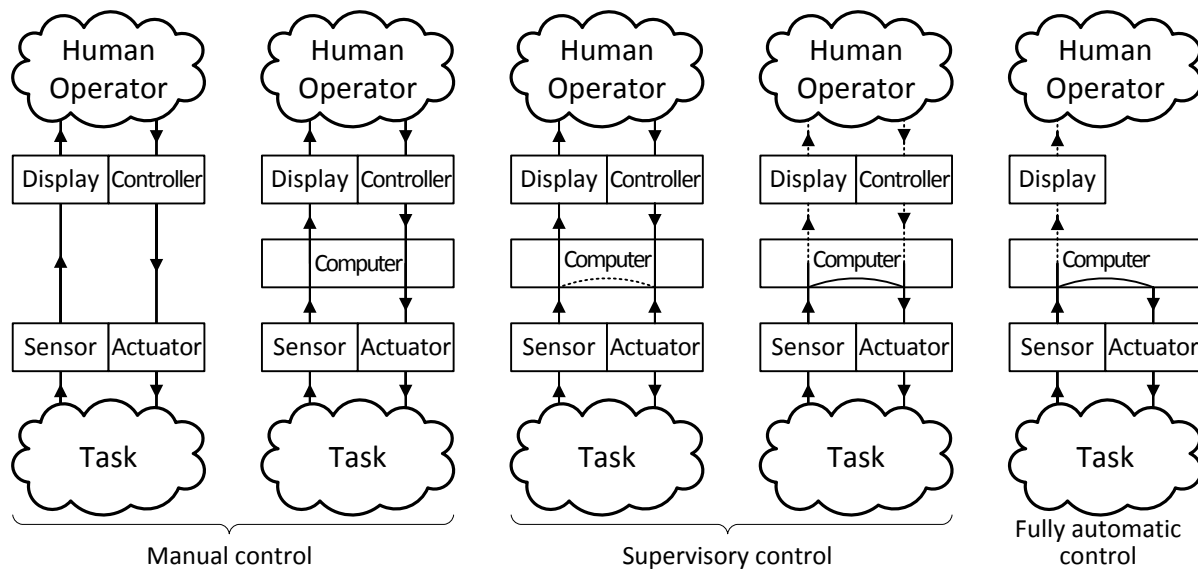 Human
Operator
Human
Operator
Human
Operator
Human
Operator
Human
Operator
Display Controller
Display Controller
Display Controller
Display Controller
Display
Computer
Computer
Computer
Computer
Sensor Actuator
Sensor Actuator
Sensor Actuator
Sensor Actuator
Sensor Actuator
Task
Task
Task
Task
Task
Manual control
Supervisory control
Fully automatic
control